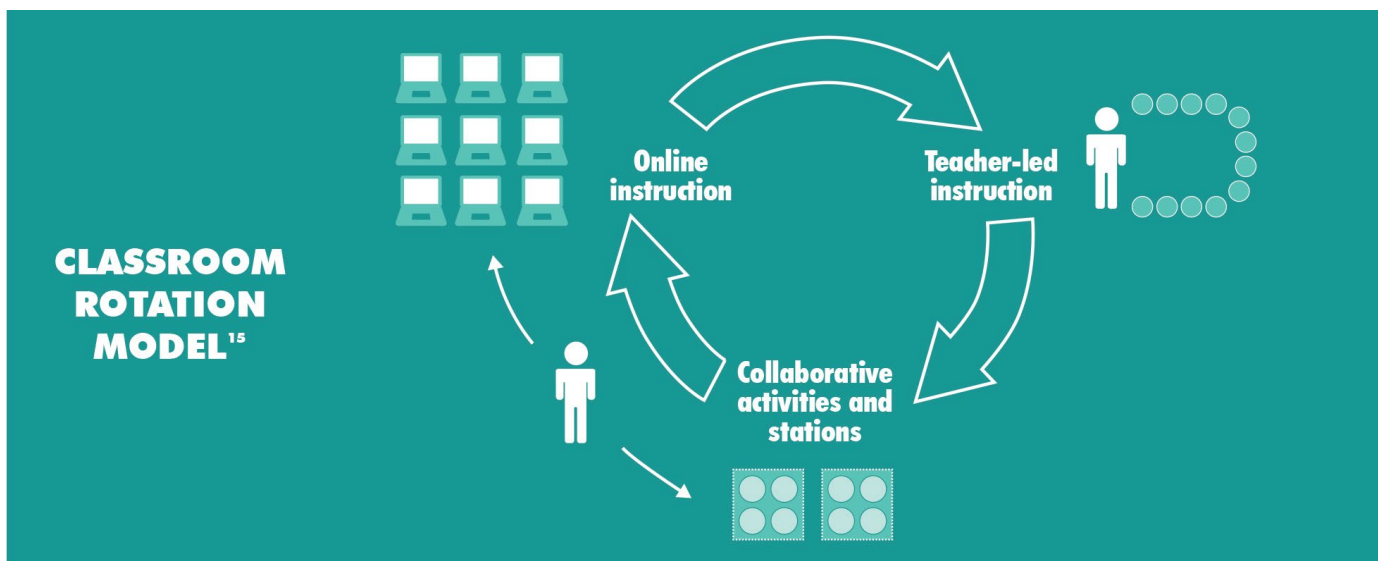 CLASSROOM
ROTATION
MODEL¹⁵
Online
instruction
Teacher-led
instruction
Collaborative
activities and
stations